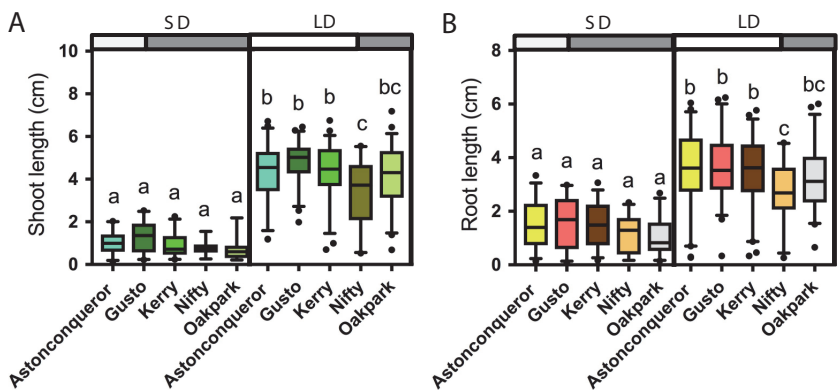 A
SD LD
Shoot length (cm)
10
8
6
4
2
0
a a a a a b b b c bc
Astonconqueror
Gusto
Kerry
Nifty
Oakpark
Astonconqueror
Gusto
Kerry
Nifty
Oakpark
B
SD LD
Root length (cm)
8
6
4
2
0
a a a a a b b b c bc
Astonconqueror
Gusto
Kerry
Nifty
Oakpark
Astonconqueror
Gusto
Kerry
Nifty
Oakpark